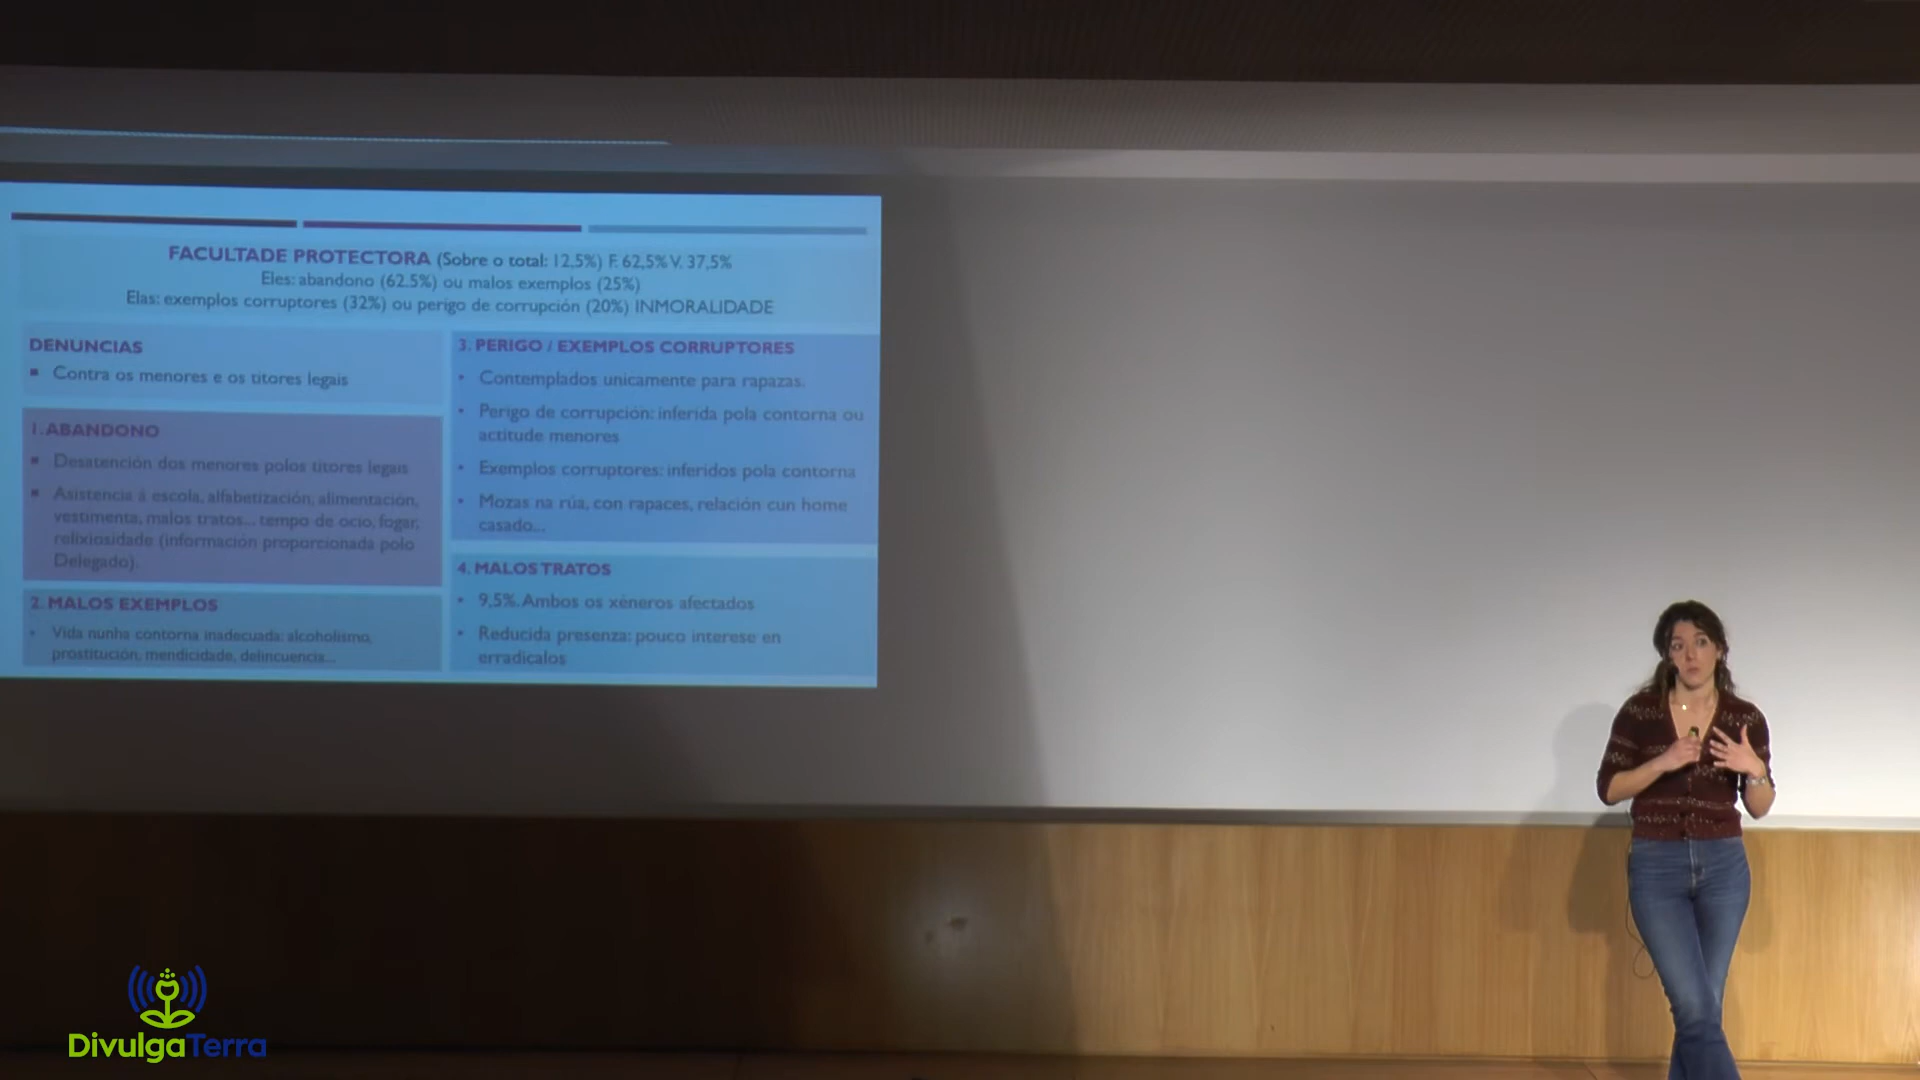 FACULTADE PROTECTORA (Sobre o total: 12,5%) F. 62,5% V. 37,5%
Eles: abandono (62.5%) ou malos exemplos (25%)
Elas: exemplos corruptores (32%) ou perigo de corrupción (20%) INMORALIDADE
DENUNCIAS
▪ Contra os menores e os titores legais
1. ABANDONO
▪ Desatención dos menores polos titores legais
▪ Asistencia á escola, alfabetización, alimentación,
vestimenta, malos tratos... tempo de ocio, fogar,
relixiosidade (información proporcionada polo
Delegado).
2. MALOS EXEMPLOS
• Vida nunha contorna inadecuada: alcoholismo,
prostitución, mendicidade, delincuencia...
3. PERIGO / EXEMPLOS CORRUPTORES
• Contemplados unicamente para rapazas.
• Perigo de corrupción: inferida pola contorna ou
actitude menores
• Exemplos corruptores: inferidos pola contorna
• Mozas na rúa, con rapaces, relación cun home
casado...
4. MALOS TRATOS
• 9,5%. Ambos os xéneros afectados
• Reducida presenza: pouco interese en
erradicalos
DivulgaTerra